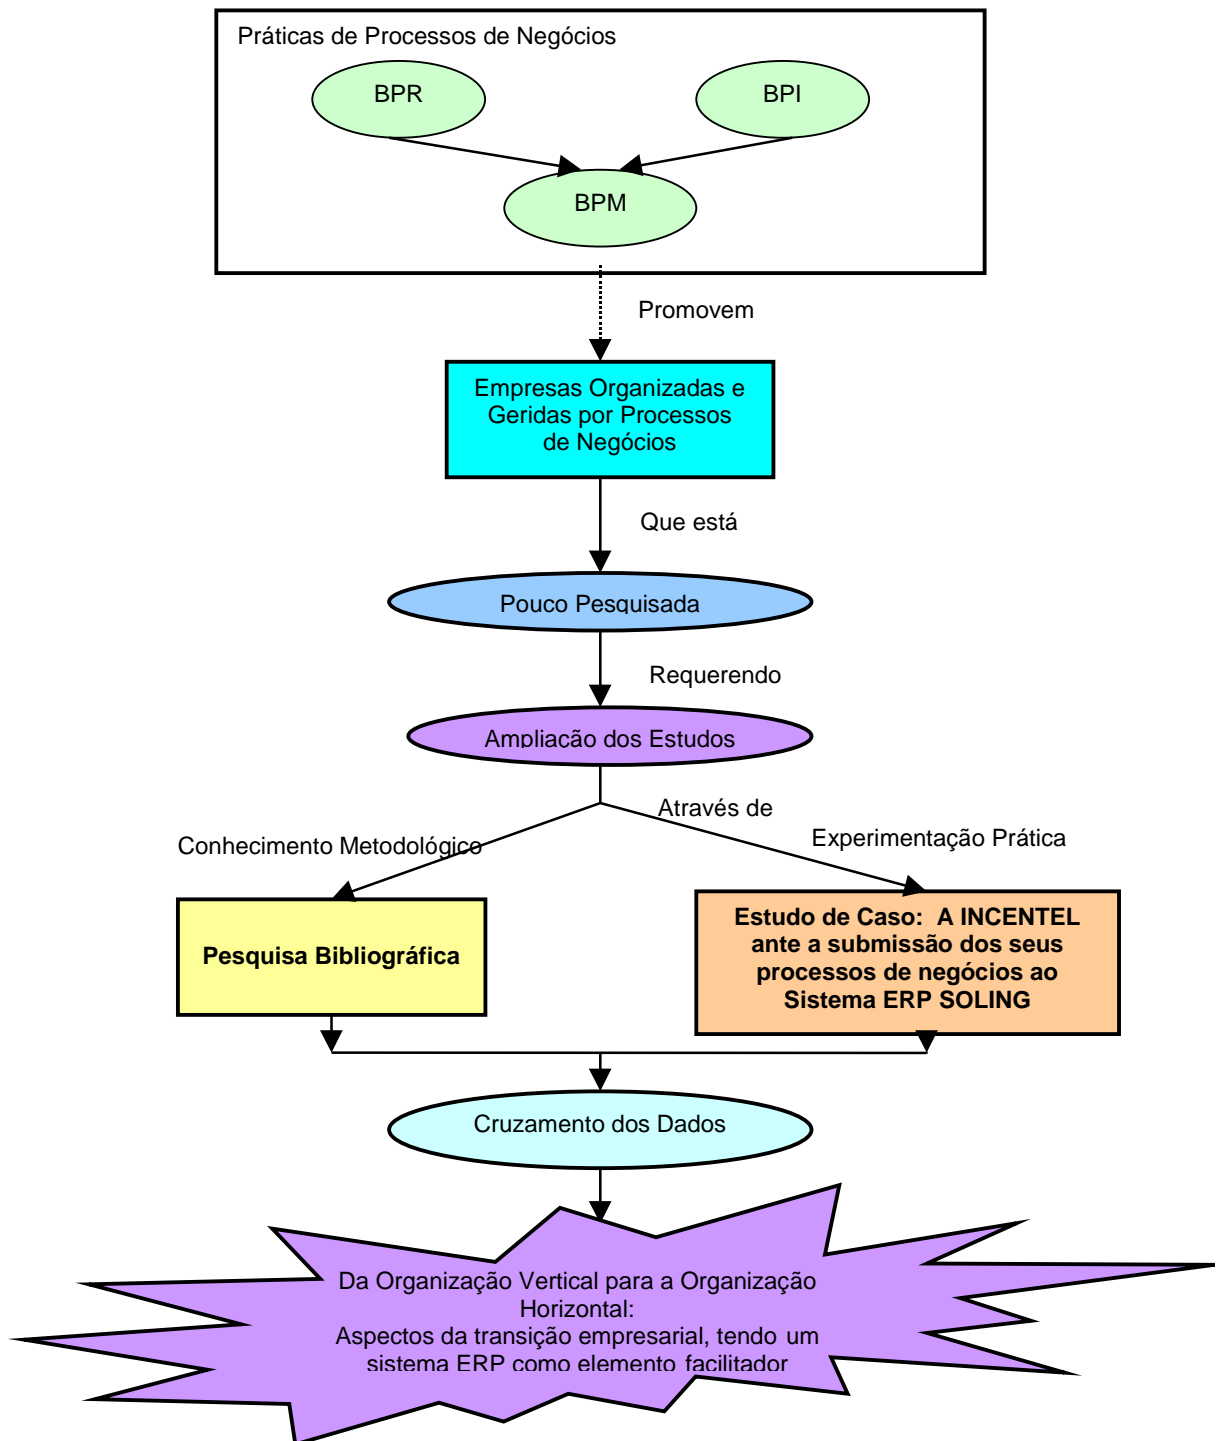 Práticas de Processos de Negócios
BPR
BPI
BPM
Promovem
Empresas Organizadas e
Geridas por Processos
de Negócios
Que está
Pouco Pesquisada
Requerendo
Ampliação dos Estudos
Através de
Conhecimento Metodológico
Experimentação Prática
Pesquisa Bibliográfica
Estudo de Caso: A INCENTEL
ante a submissão dos seus
processos de negócios ao
Sistema ERP SOLING
Cruzamento dos Dados
Da Organização Vertical para a Organização
Horizontal:
Aspectos da transição empresarial, tendo um
sistema ERP como elemento facilitador